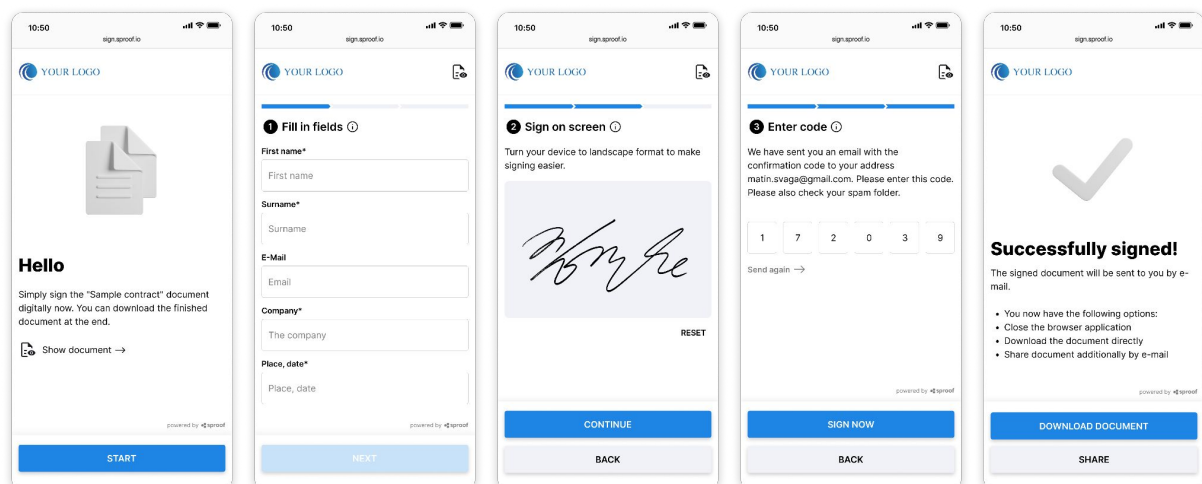 10:50
sign.sproof.io
YOUR LOGO
Hello
Simply sign the "Sample contract" document
digitally now. You can download the finished
document at the end.
Show document →
powered by sproof
START
10:50
sign.sproof.io
YOUR LOGO
1 Fill in fields
First name*
First name
Surname*
Surname
E-Mail
Email
Company*
The company
Place, date*
Place, date
powered by sproof
NEXT
10:50
sign.sproof.io
YOUR LOGO
2 Sign on screen
Turn your device to landscape format to make
signing easier.
RESET
CONTINUE
BACK
10:50
sign.sproof.io
YOUR LOGO
3 Enter code
We have sent you an email with the
confirmation code to your address
matin.svaga@gmail.com. Please enter this code.
Please also check your spam folder.
1 7 2 0 3 9
Send again →
powered by sproof
SIGN NOW
BACK
10:50
sign.sproof.io
YOUR LOGO
Successfully signed!
The signed document will be sent to you by e-
mail.
• You now have the following options:
• Close the browser application
• Download the document directly
• Share document additionally by e-mail
powered by sproof
DOWNLOAD DOCUMENT
SHARE